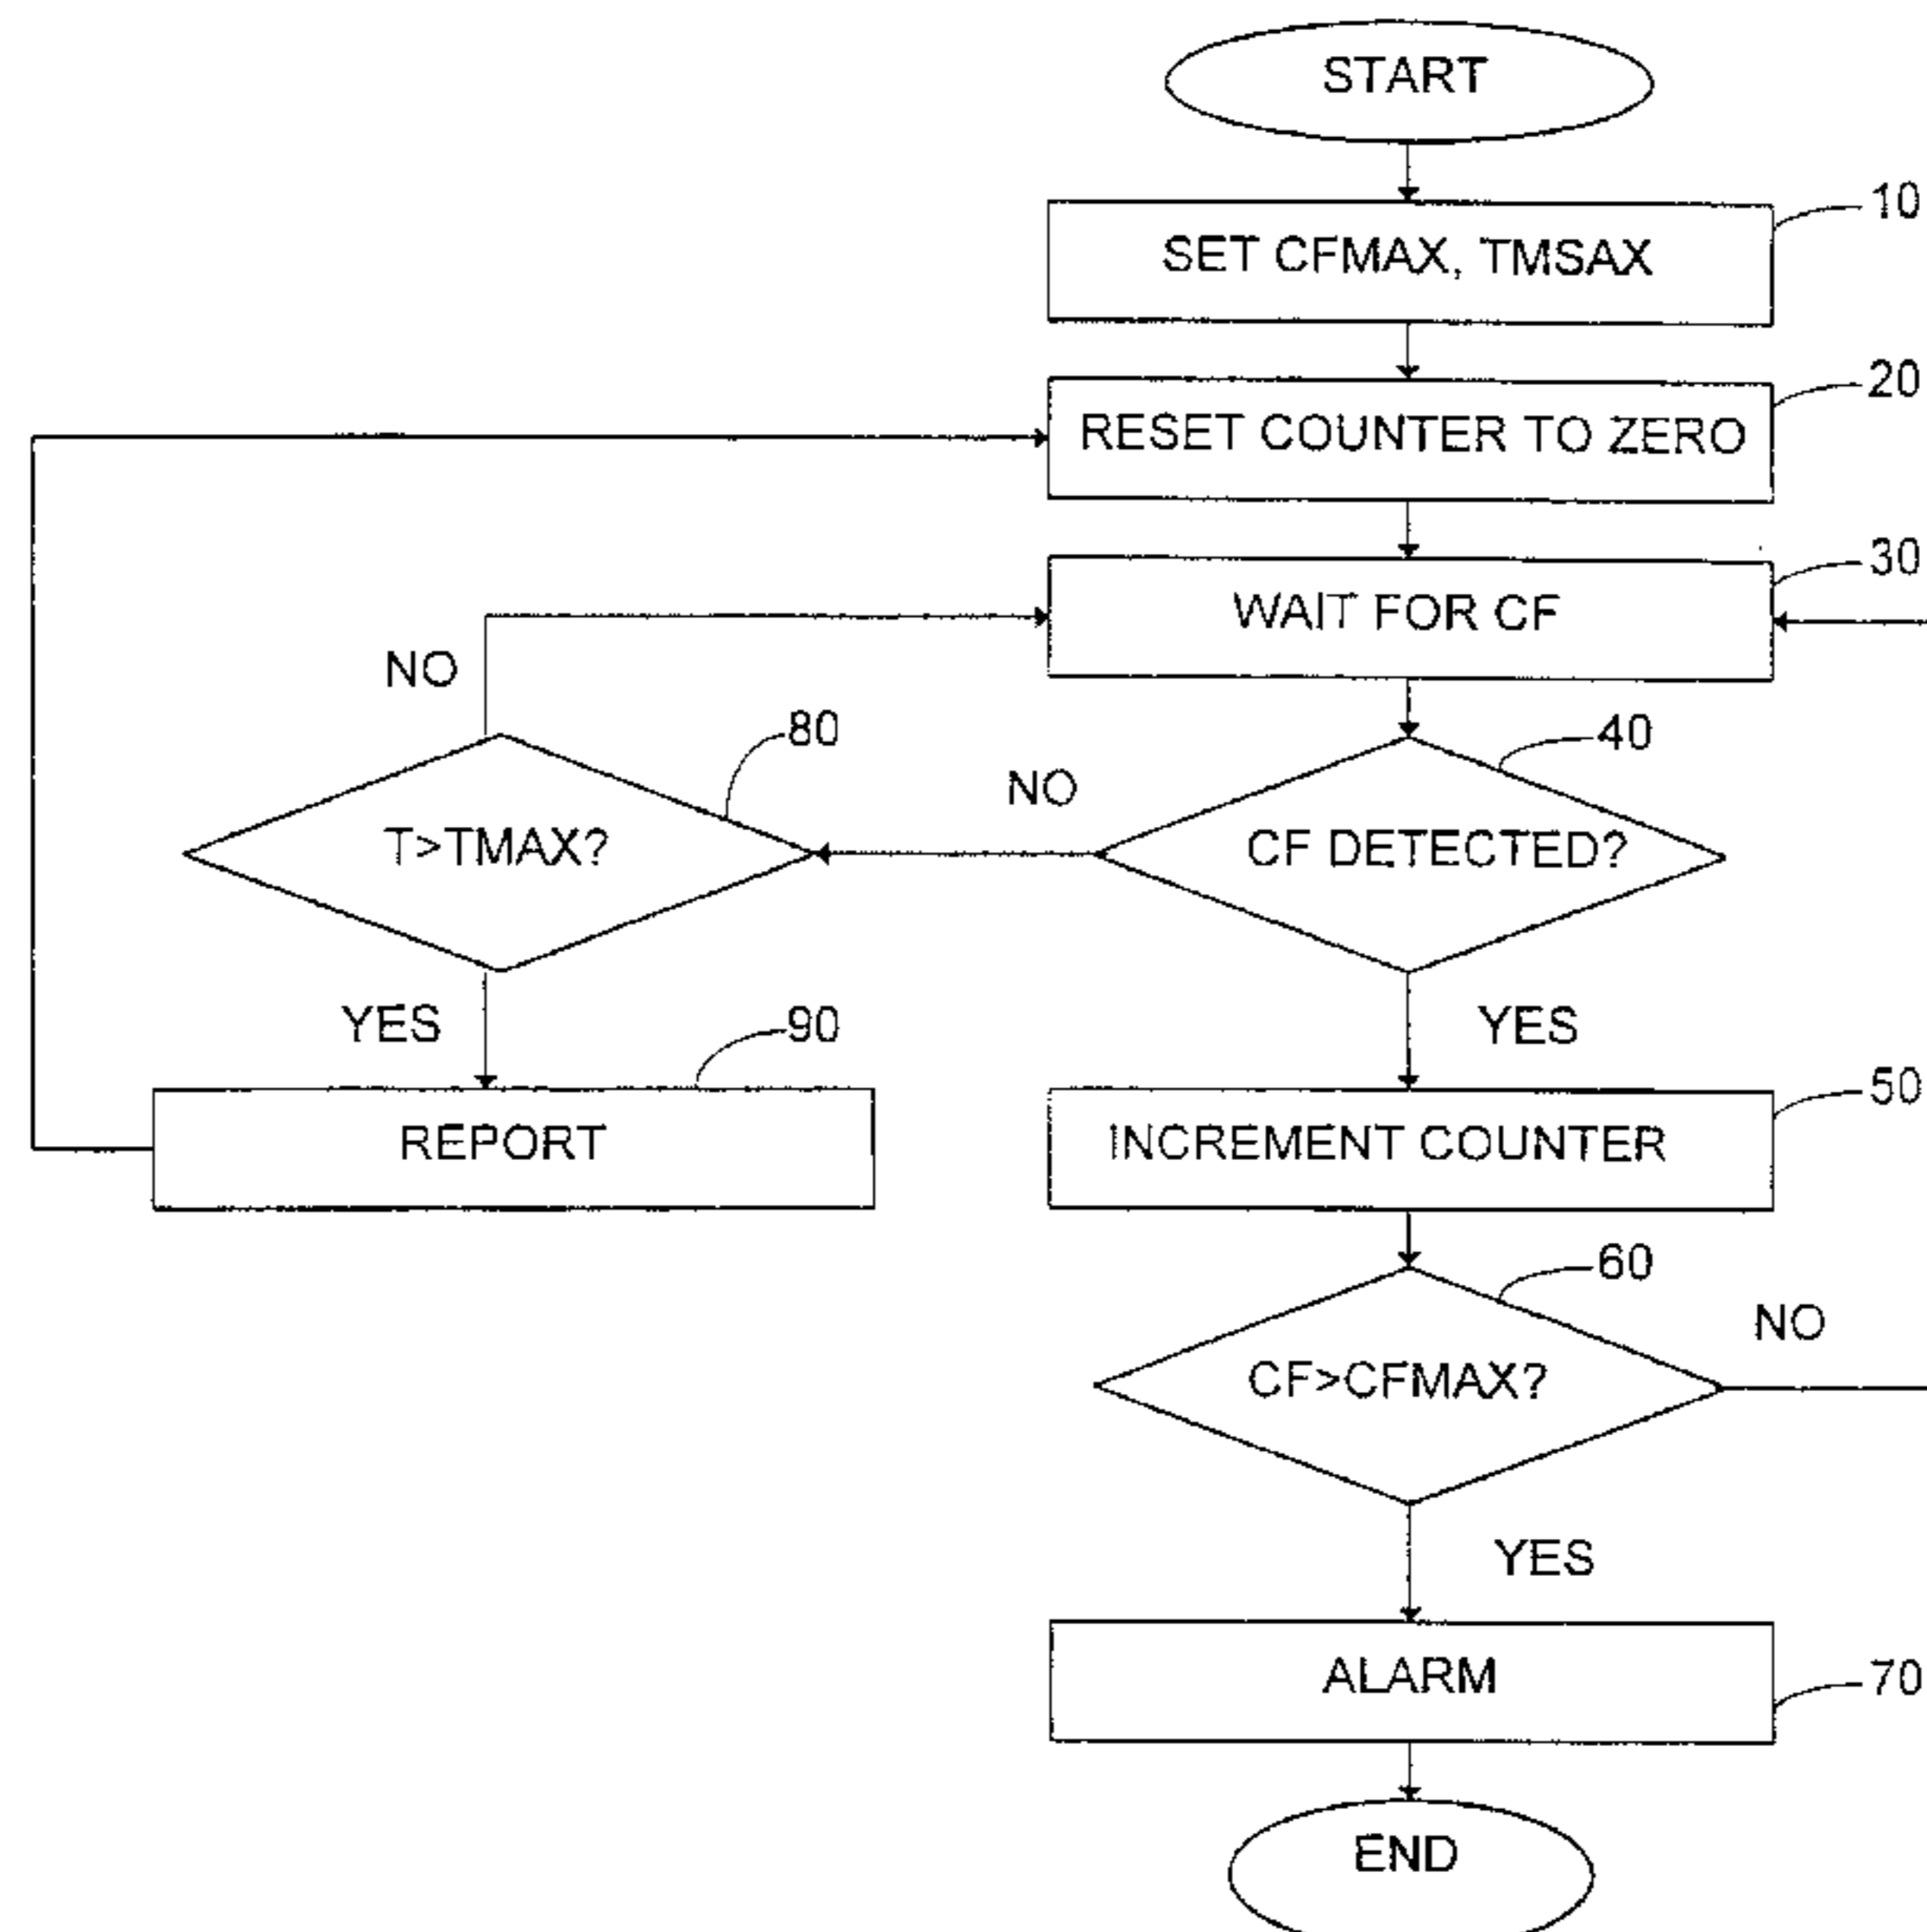 START
10
SET CFMAX, TMSAX
20
RESET COUNTER TO ZERO
30
WAIT FOR CF
NO
80
40
NO
T>TMAX?
CF DETECTED?
YES
90
YES
50
REPORT
INCREMENT COUNTER
60
NO
CF>CFMAX?
YES
ALARM
70
END